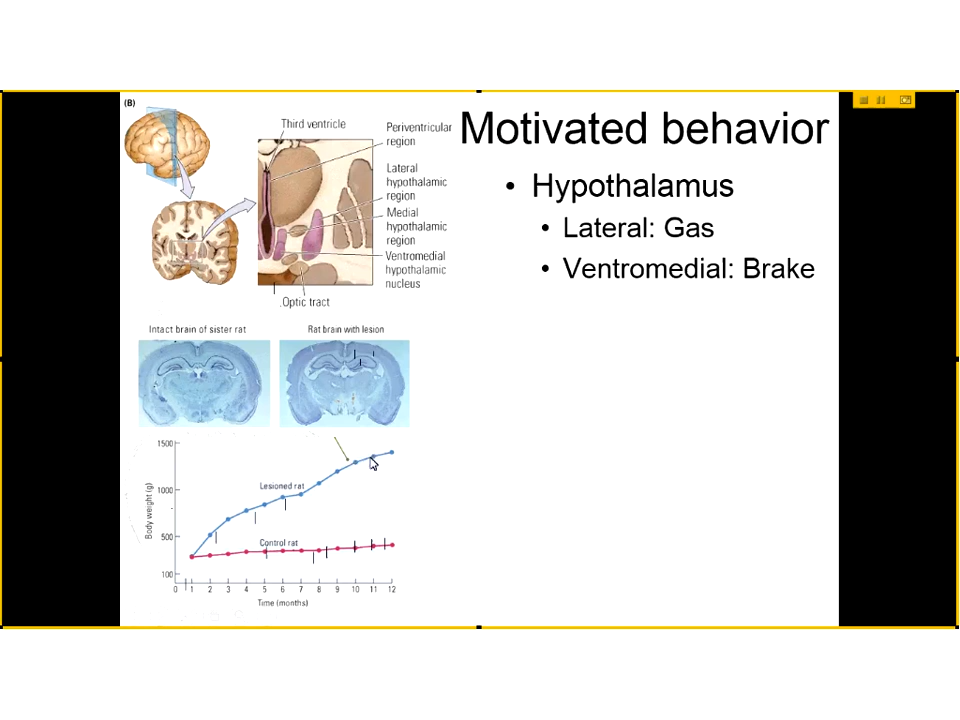 (B)
Third ventricle
Periventricular
region
Lateral
hypothalamic
region
Medial
hypothalamic
region
Ventromedial
hypothalamic
nucleus
Optic tract
Motivated behavior
• Hypothalamus
• Lateral: Gas
• Ventromedial: Brake
Intact brain of sister rat
Rat brain with lesion
Body weight (g)
1500
1000
500
100
Lesioned rat
Control rat
0 1 2 3 4 5 6 7 8 9 10 11 12
Time (months)